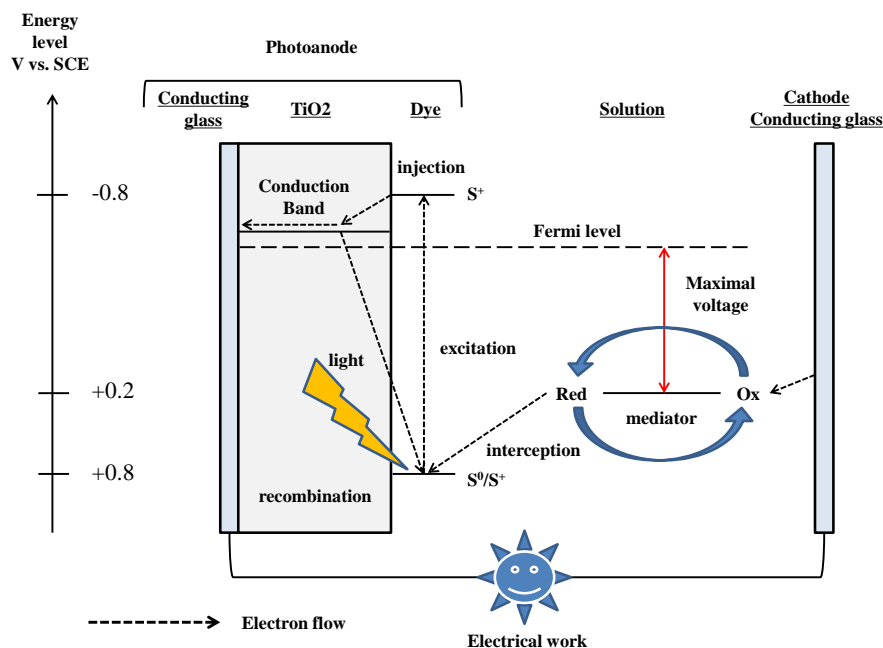 Energy
level
V vs. SCE
Photoanode
Conducting
glass
TiO2
Dye
Solution
Cathode
Conducting glass
injection
Conduction
Band
-0.8
S⁺
Fermi level
Maximal
voltage
excitation
light
+0.2
Red
Ox
mediator
interception
+0.8
S⁰/S⁺
recombination
Electron flow
Electrical work